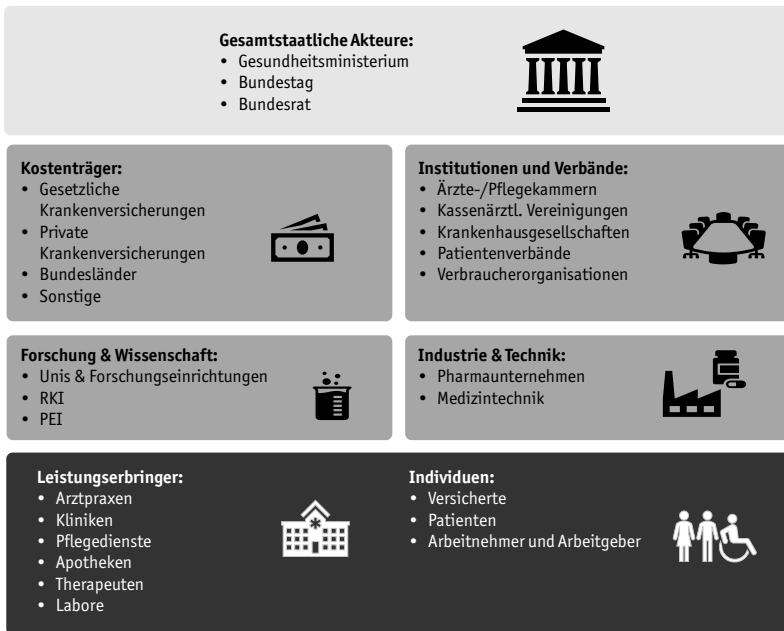 Gesamtstaatliche Akteure:
• Gesundheitsministerium
• Bundestag
• Bundesrat
Kostenträger:
• Gesetzliche
Krankenversicherungen
• Private
Krankenversicherungen
• Bundesländer
• Sonstige
Institutionen und Verbände:
• Ärzte-/Pflegekammern
• Kassenärztl. Vereinigungen
• Krankenhausgesellschaften
• Patientenverbände
• Verbraucherorganisationen
Forschung & Wissenschaft:
• Unis & Forschungseinrichtungen
• RKI
• PEI
Industrie & Technik:
• Pharmaunternehmen
• Medizintechnik
Leistungserbringer:
• Arztpraxen
• Kliniken
• Pflegedienste
• Apotheken
• Therapeuten
• Labore
Individuen:
• Versicherte
• Patienten
• Arbeitnehmer und Arbeitgeber